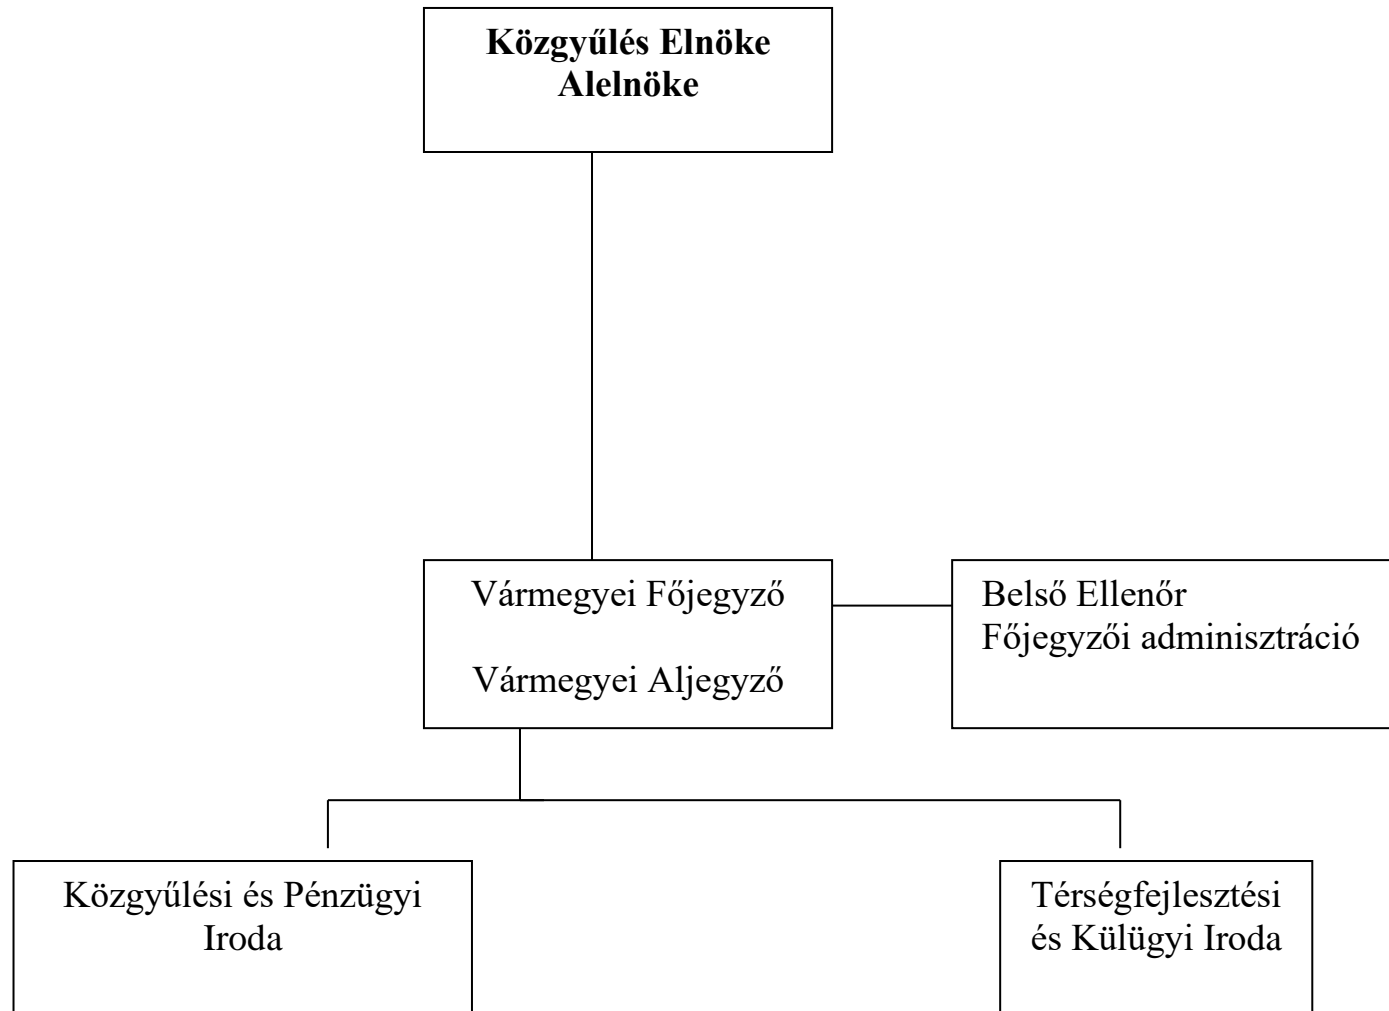 Közgyűlés Elnöke
Alelnöke
Vármegyei Főjegyző
Vármegyei Aljegyző
Belső Ellenőr
Főjegyzői adminisztráció
Közgyűlési és Pénzügyi
Iroda
Térségfejlesztési
és Külügyi Iroda